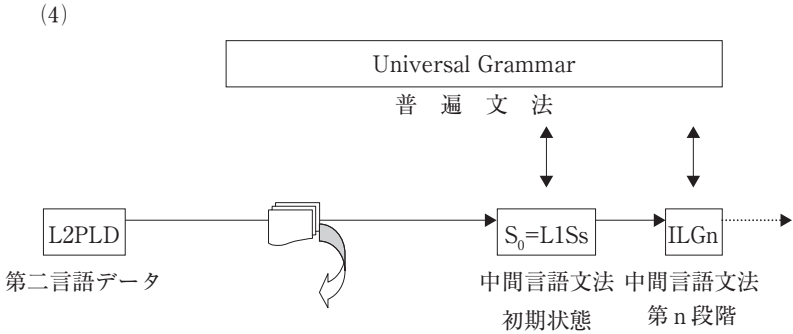 (4)
Universal Grammar
普遍文法
L2PLD
S₀=L1Ss
ILGn
第二言語データ
中間言語文法
初期状態
中間言語文法
第 n 段階